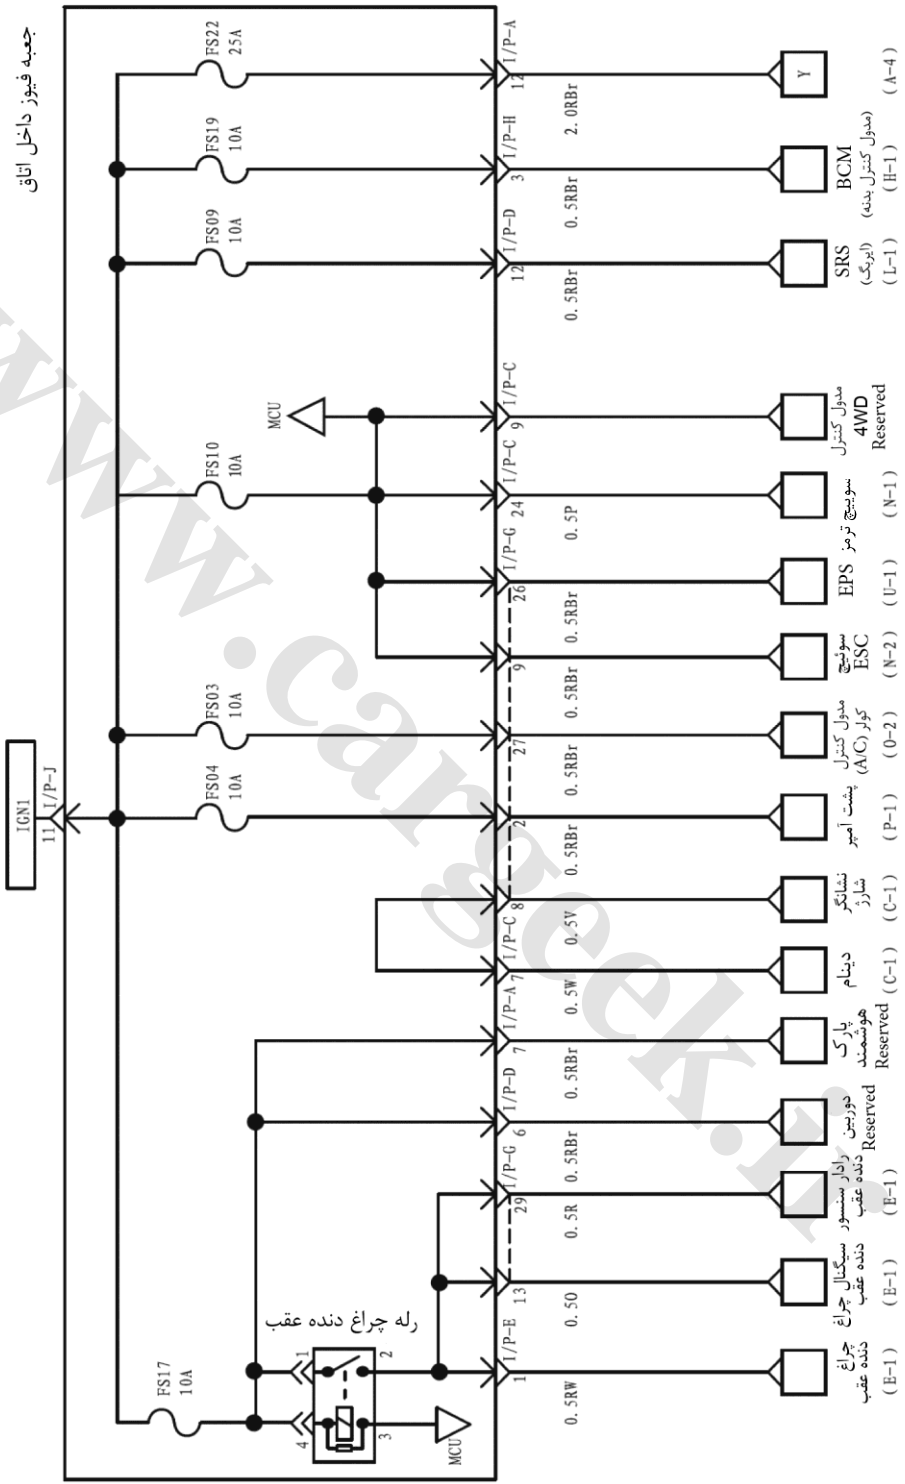 جعبه فیوز داخل اتاق
IGN1
11 I/P-J
FS22
25A
12 I/P-A
2.0RBr
Y
(A-4)
FS19
10A
3 I/P-H
0.5RBr
BCM
(مدول کنترل بدنه)
(H-1)
FS09
10A
12 I/P-D
0.5RBr
SRS
(ایربگ)
(L-1)
MCU
9 I/P-C
مدول کنترل
4WD
Reserved
FS10
10A
24 I/P-C
0.5P
سوییچ ترمز
(N-1)
26 I/P-G
0.5RBr
EPS
(U-1)
9
0.5RBr
سوئیچ
ESC
(N-2)
FS03
10A
27
0.5RBr
مدول کنترل
کولر (A/C)
(O-2)
FS04
10A
2
0.5RBr
پشت آمپر
(P-1)
8
0.5V
نشانگر
شارژ
(C-1)
7 I/P-C
0.5W
دینام
(C-1)
7 I/P-A
0.5RBr
پارک
هوشمند
Reserved
6 I/P-D
0.5RBr
دوربین
Reserved
29 I/P-G
0.5R
رادار سنسور
دنده عقب
(E-1)
13
0.5O
سیگنال چراغ
دنده عقب
(E-1)
رله چراغ دنده عقب
1
2
4
3
MCU
FS17
10A
1 I/P-E
0.5RW
چراغ
دنده عقب
(E-1)
www.cargeek.ir